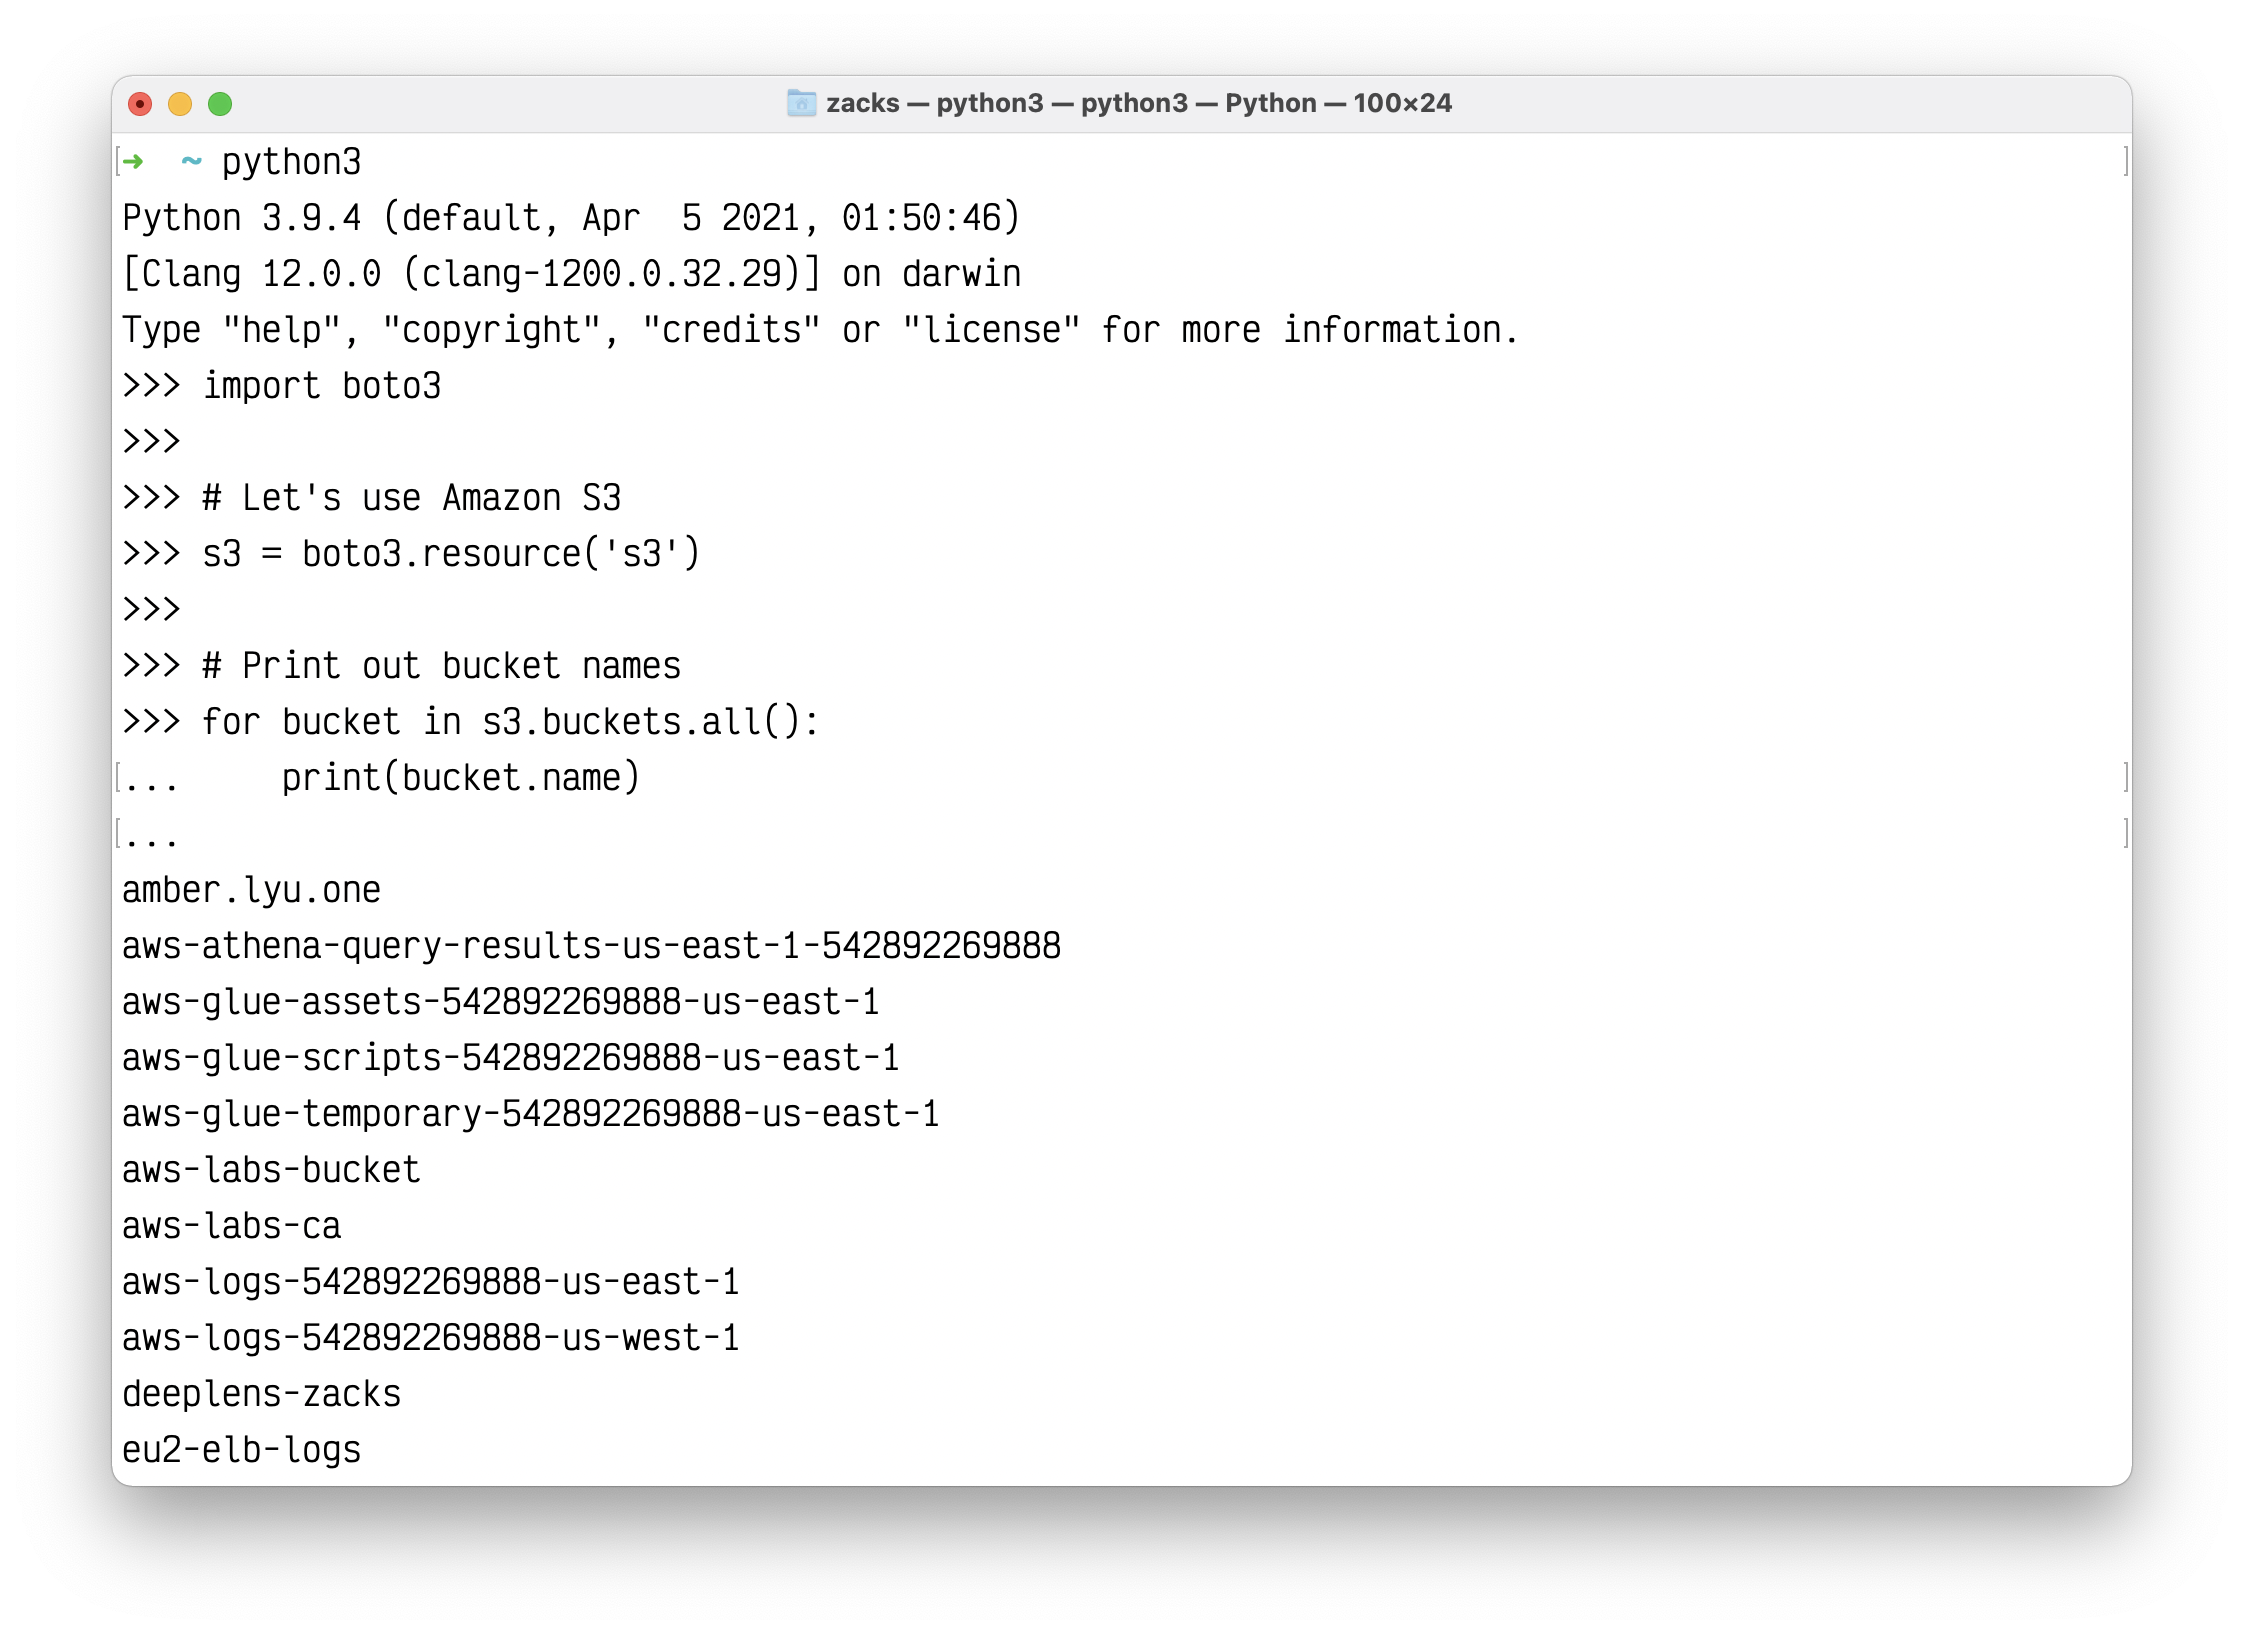 zacks — python3 — python3 — Python — 100×24
[➜  ~ python3 ]
Python 3.9.4 (default, Apr  5 2021, 01:50:46)
[Clang 12.0.0 (clang-1200.0.32.29)] on darwin
Type "help", "copyright", "credits" or "license" for more information.
>>> import boto3
>>>
>>> # Let's use Amazon S3
>>> s3 = boto3.resource('s3')
>>>
>>> # Print out bucket names
>>> for bucket in s3.buckets.all():
[...     print(bucket.name) ]
[... ]
amber.lyu.one
aws-athena-query-results-us-east-1-542892269888
aws-glue-assets-542892269888-us-east-1
aws-glue-scripts-542892269888-us-east-1
aws-glue-temporary-542892269888-us-east-1
aws-labs-bucket
aws-labs-ca
aws-logs-542892269888-us-east-1
aws-logs-542892269888-us-west-1
deeplens-zacks
eu2-elb-logs